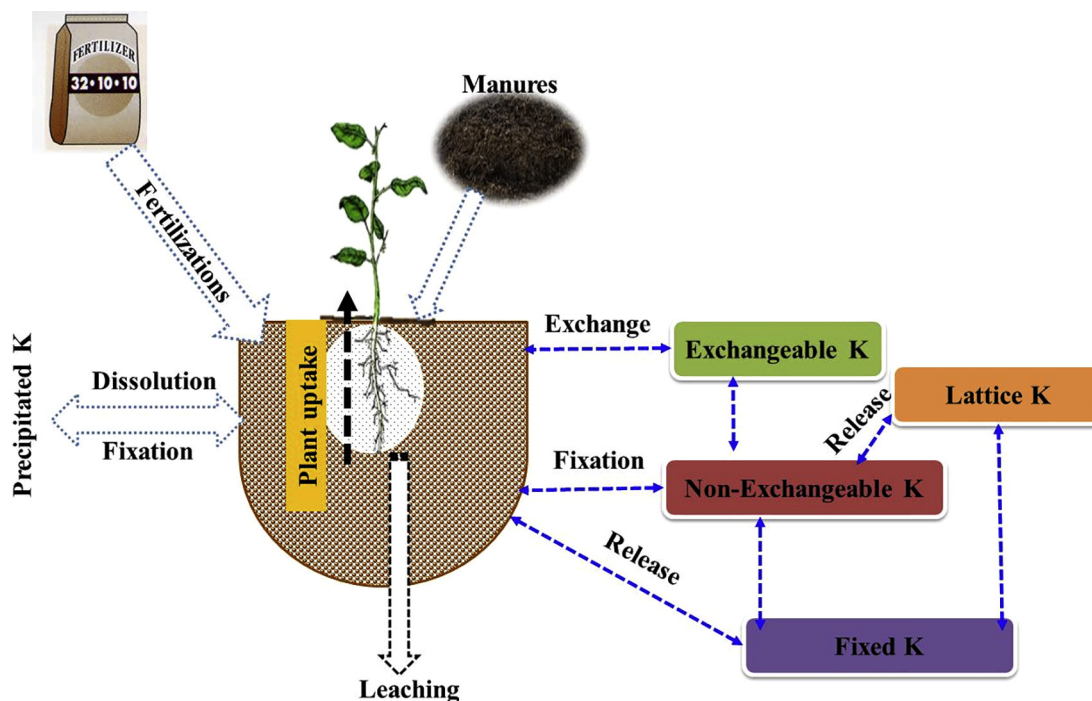 FERTILIZER
32•10•10
Manures
Fertilizations
Precipitated K
Dissolution
Fixation
Plant uptake
Exchange
Exchangeable K
Lattice K
Release
Fixation
Non-Exchangeable K
Release
Fixed K
Leaching